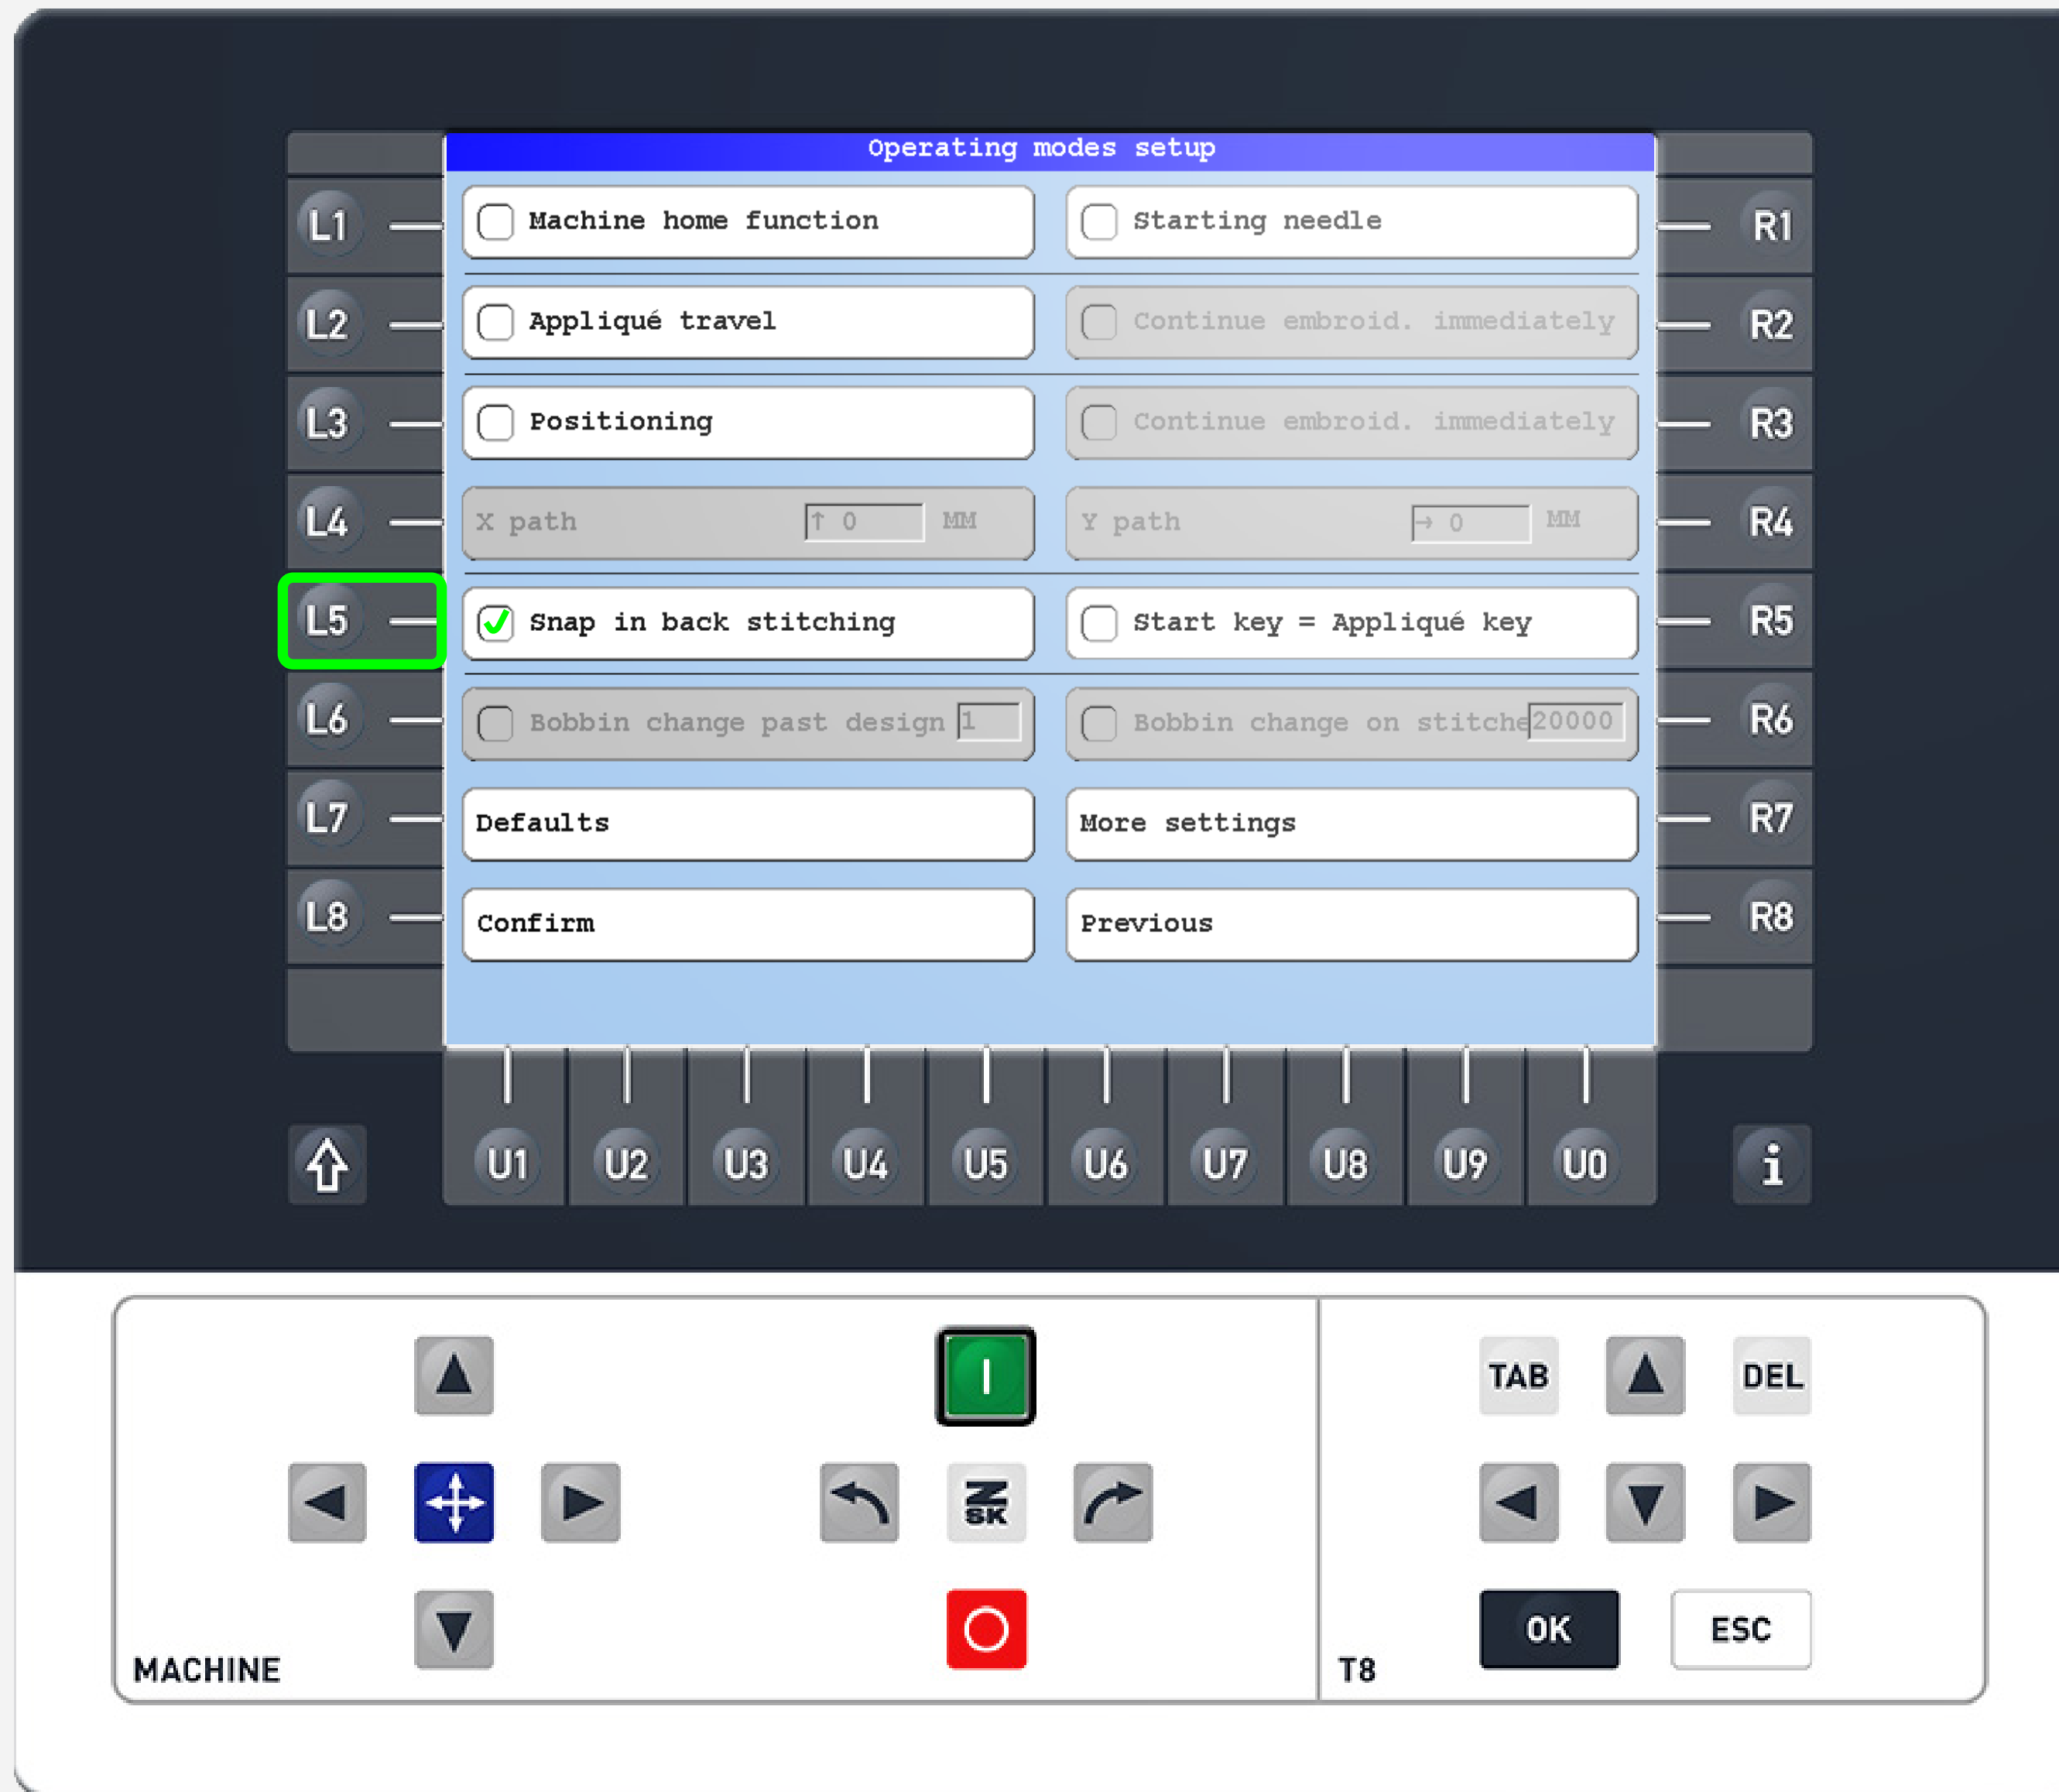 Operating modes setup
L1 Machine home function Starting needle R1
L2 Appliqué travel Continue embroid. immediately R2
L3 Positioning Continue embroid. immediately R3
L4 X path ↑ 0 MM Y path → 0 MM R4
L5 Snap in back stitching Start key = Appliqué key R5
L6 Bobbin change past design 1 Bobbin change on stitche 20000 R6
L7 Defaults More settings R7
L8 Confirm Previous R8
U1 U2 U3 U4 U5 U6 U7 U8 U9 U0 i
I TAB DEL
ZSK
OK ESC
MACHINE T8